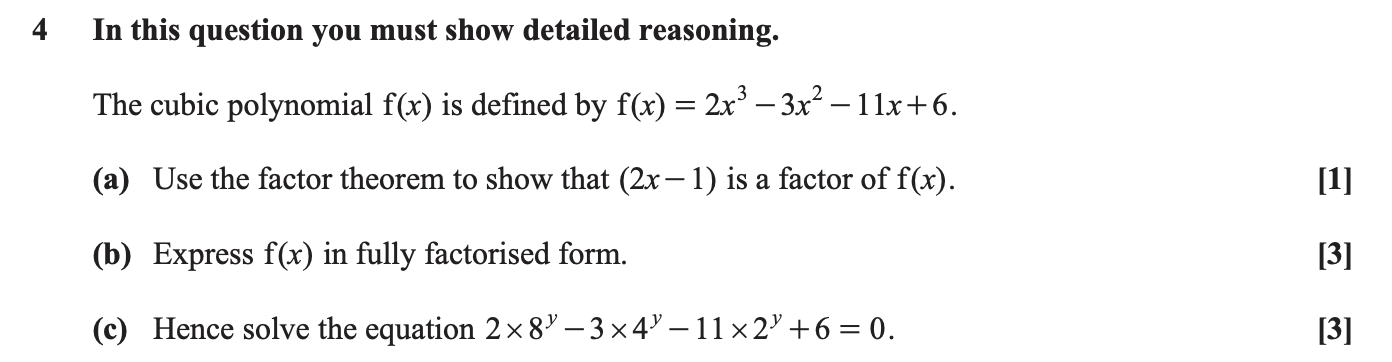 4 In this question you must show detailed reasoning.
The cubic polynomial f(x) is defined by f(x) = 2x³ − 3x² − 11x + 6.
(a) Use the factor theorem to show that (2x − 1) is a factor of f(x). [1]
(b) Express f(x) in fully factorised form. [3]
(c) Hence solve the equation 2 × 8ʸ − 3 × 4ʸ − 11 × 2ʸ + 6 = 0. [3]